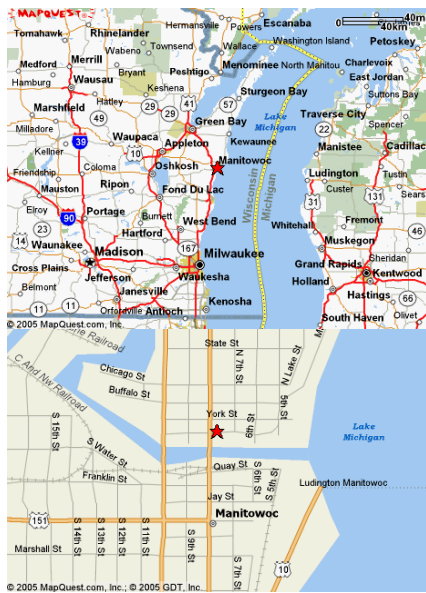 MAPQUEST
Hermansville
Escanaba
40m
40km
Tomahawk
Rhinelander
Powers
Wallace
Washington Island
Petoskey
Wabeno
Townsend
Medford
Merrill
Peshtigo
Menominee
North Manitou
Charlevoix
Hamburg
Bryant
East Jordan
Wausau
Keshena
Sturgeon Bay
Suttons Bay
Marshfield
Hatley
29
29
41
57
Lake
Michigan
Traverse City
49
Green Bay
22
Spencer
Milladore
Waupaca
Kewaunee
39
10
Appleton
Manistee
Cadillac
Kellner
Manitowoc
Friendship
Coloma
Oshkosh
Ludington
Tustin
Mauston
Ripon
Fond Du Lac
Wisconsin
Michigan
Custer
31
131
Sears
Elroy
90
Portage
Burnett
West Bend
Fremont
14
23
Hartford
Whitehall
Waunakee
167
Muskegon
Madison
Milwaukee
Sheridan
Cross Plains
Grand Rapids
Kentwood
Jefferson
Waukesha
Holland
Belmont
Janesville
Kenosha
Hastings
66
11
11
Orfordville
Antioch
South Haven
Olivet
© 2005 MapQuest.com, Inc.
State St
C And Nw Railroad
Chicago St
N 7th St
N Lake St
Buffalo St
5th St
York St
6th
Lake
Michigan
S 15th St
S Water St
Quay St
Franklin St
S 6th St
S 5th St
Ludington Manitowoc
Jay St
151
Manitowoc
S 14th St
S 13th St
S 12th St
S 11th St
S 9th St
Marshall St
S 7th St
10
© 2005 MapQuest.com, Inc.; © 2005 GDT, Inc.